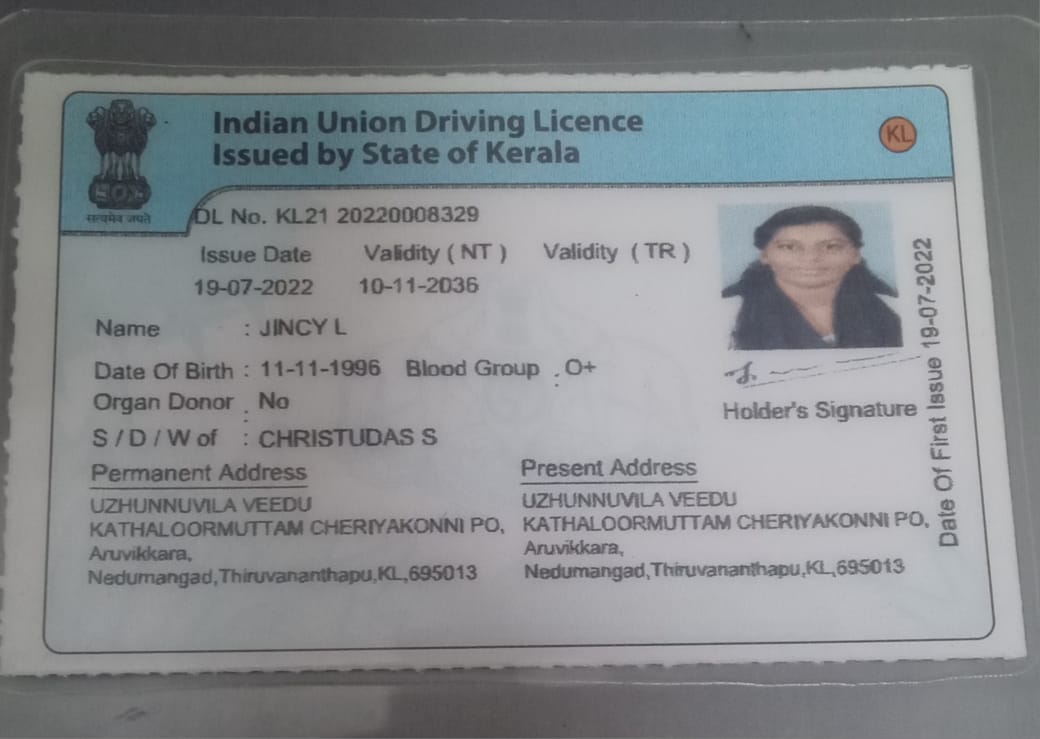 Indian Union Driving Licence
Issued by State of Kerala
KL
सत्यमेव जयते
DL No. KL21 20220008329
Issue Date Validity ( NT ) Validity ( TR )
19-07-2022 10-11-2036
Name : JINCY L
Date Of Birth : 11-11-1996 Blood Group : O+
Organ Donor : No
S / D / W of : CHRISTUDAS S
Holder's Signature
Date Of First Issue 19-07-2022
Permanent Address
UZHUNNUVILA VEEDU
KATHALOORMUTTAM CHERIYAKONNI PO,
Aruvikkara,
Nedumangad,Thiruvananthapu,KL,695013
Present Address
UZHUNNUVILA VEEDU
KATHALOORMUTTAM CHERIYAKONNI PO,
Aruvikkara,
Nedumangad,Thiruvananthapu,KL,695013